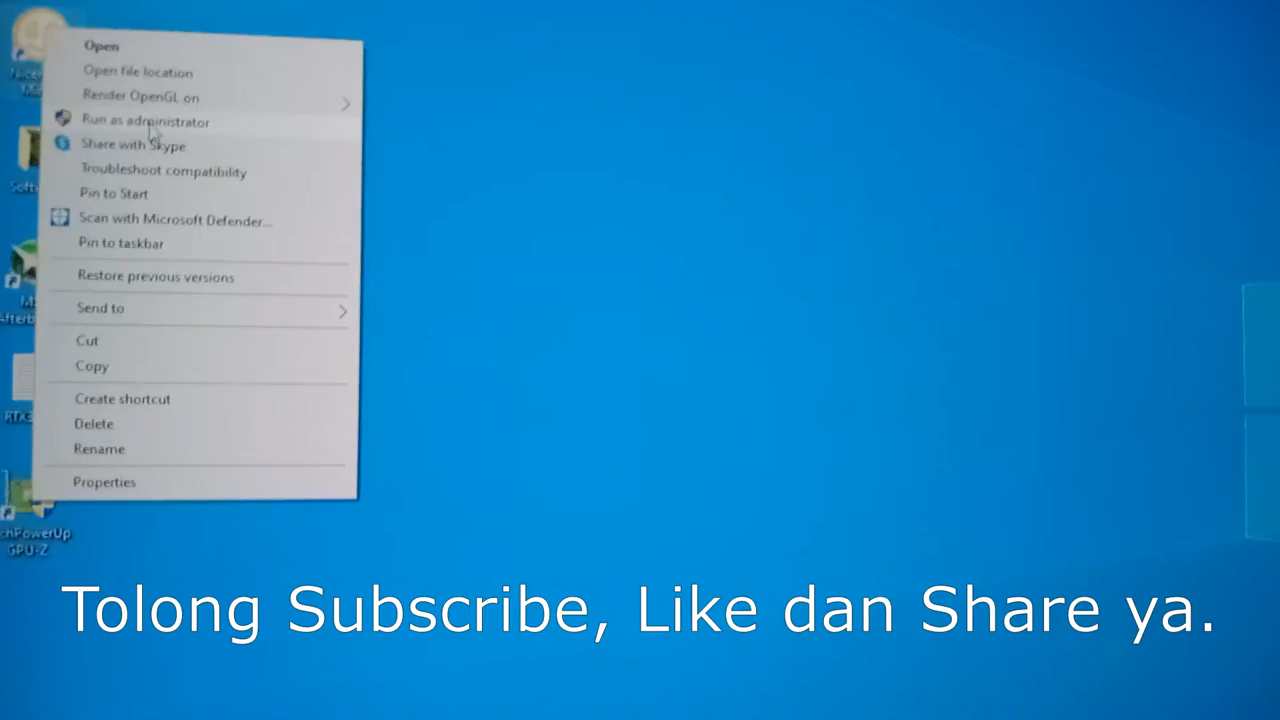 Open
Open file location
Render OpenGL on
Run as administrator
Share with Skype
Troubleshoot compatibility
Pin to Start
Scan with Microsoft Defender...
Pin to taskbar
Restore previous versions
Send to
Cut
Copy
Create shortcut
Delete
Rename
Properties
GPU-Z
Tolong Subscribe, Like dan Share ya.